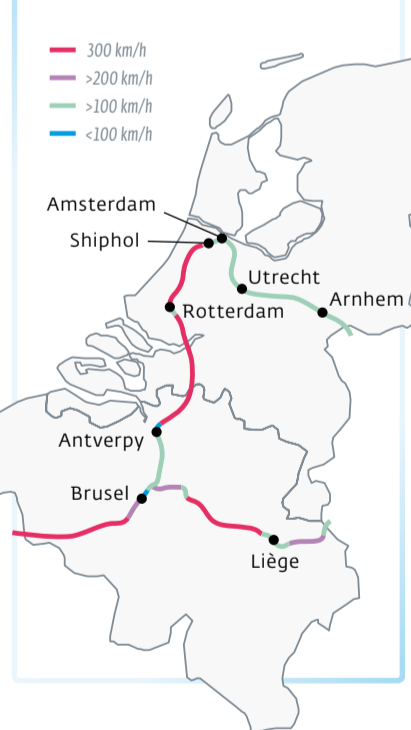 300 km/h
>200 km/h
>100 km/h
<100 km/h
Amsterdam
Shiphol
Utrecht
Arnhem
Rotterdam
Antverpy
Brusel
Liège